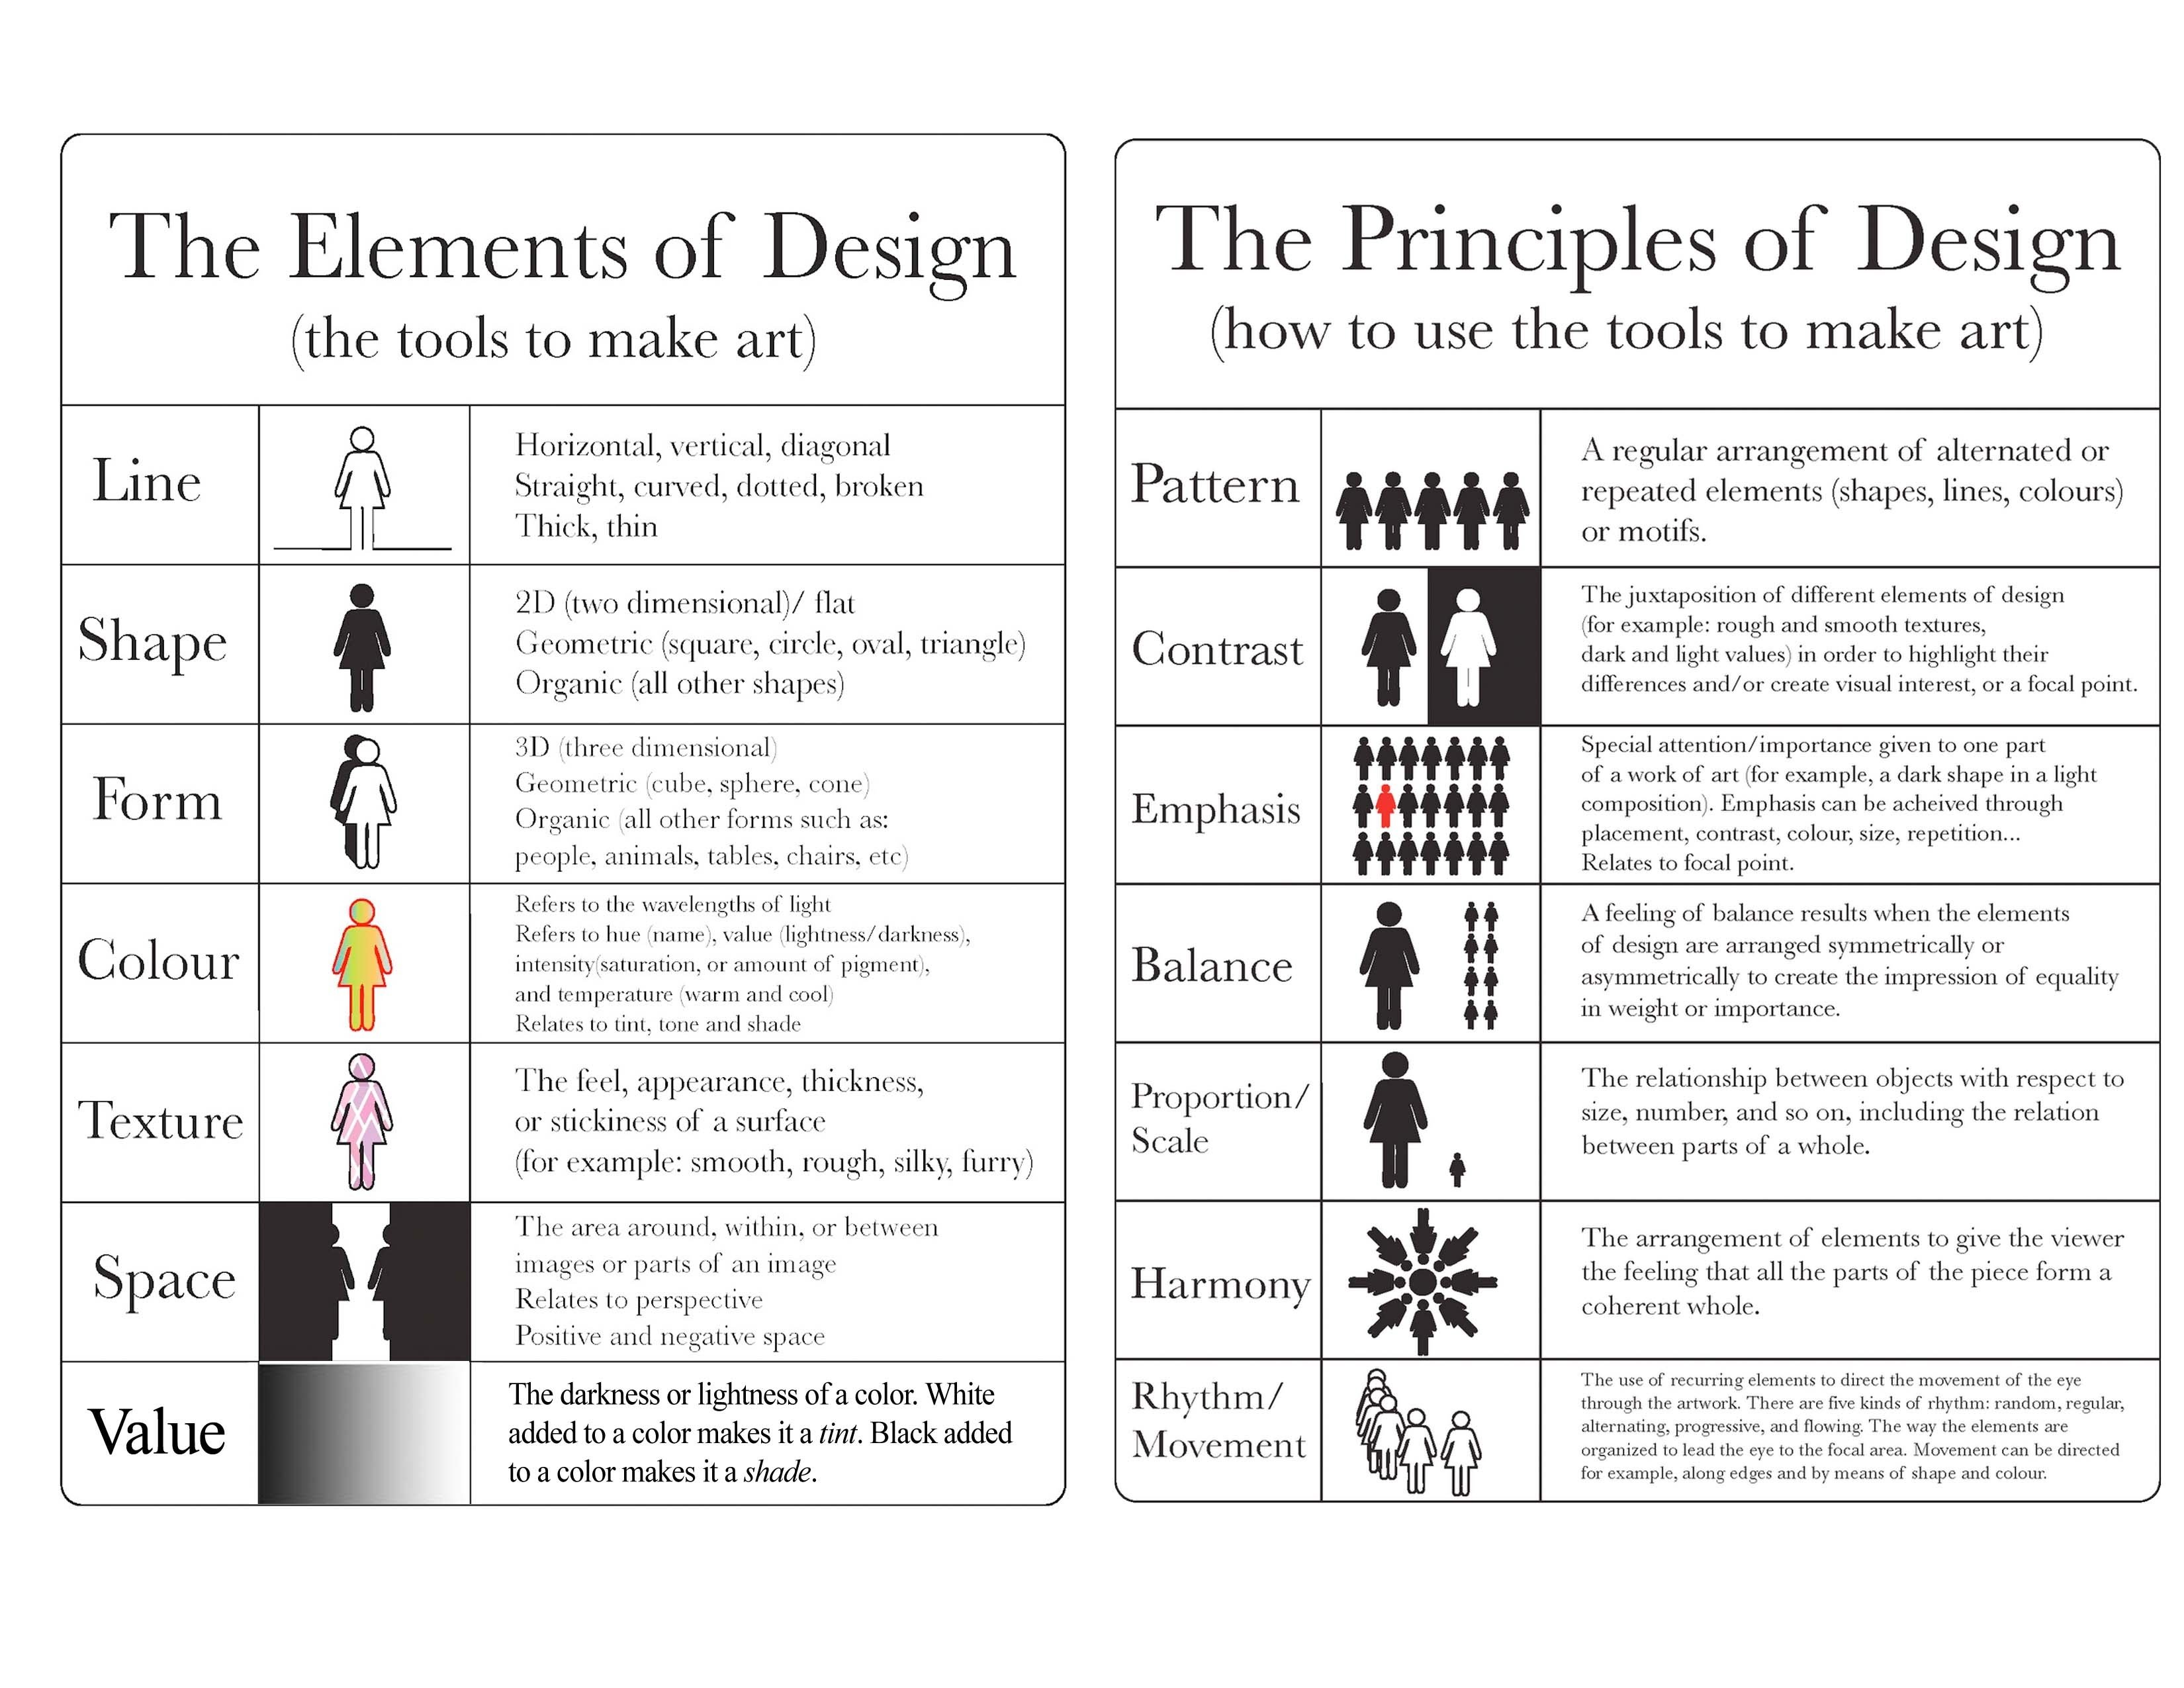 The Elements of Design
(the tools to make art)
Line
Horizontal, vertical, diagonal
Straight, curved, dotted, broken
Thick, thin
Shape
2D (two dimensional)/ flat
Geometric (square, circle, oval, triangle)
Organic (all other shapes)
Form
3D (three dimensional)
Geometric (cube, sphere, cone)
Organic (all other forms such as:
people, animals, tables, chairs, etc)
Colour
Refers to the wavelengths of light
Refers to hue (name), value (lightness/darkness),
intensity(saturation, or amount of pigment),
and temperature (warm and cool)
Relates to tint, tone and shade
Texture
The feel, appearance, thickness,
or stickiness of a surface
(for example: smooth, rough, silky, furry)
Space
The area around, within, or between
images or parts of an image
Relates to perspective
Positive and negative space
Value
The darkness or lightness of a color. White
added to a color makes it a tint. Black added
to a color makes it a shade.
The Principles of Design
(how to use the tools to make art)
Pattern
A regular arrangement of alternated or
repeated elements (shapes, lines, colours)
or motifs.
Contrast
The juxtaposition of different elements of design
(for example: rough and smooth textures,
dark and light values) in order to highlight their
differences and/or create visual interest, or a focal point.
Emphasis
Special attention/importance given to one part
of a work of art (for example, a dark shape in a light
composition). Emphasis can be acheived through
placement, contrast, colour, size, repetition...
Relates to focal point.
Balance
A feeling of balance results when the elements
of design are arranged symmetrically or
asymmetrically to create the impression of equality
in weight or importance.
Proportion/
Scale
The relationship between objects with respect to
size, number, and so on, including the relation
between parts of a whole.
Harmony
The arrangement of elements to give the viewer
the feeling that all the parts of the piece form a
coherent whole.
Rhythm/
Movement
The use of recurring elements to direct the movement of the eye
through the artwork. There are five kinds of rhythm: random, regular,
alternating, progressive, and flowing. The way the elements are
organized to lead the eye to the focal area. Movement can be directed
for example, along edges and by means of shape and colour.